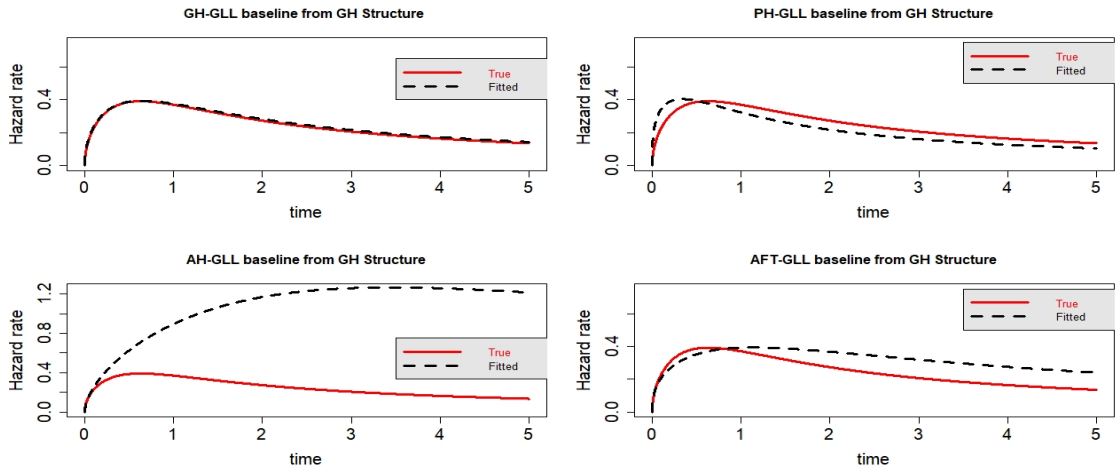 GH-GLL baseline from GH Structure
Hazard rate
0.0
0.4
True
Fitted
0 1 2 3 4 5
time
PH-GLL baseline from GH Structure
Hazard rate
0.0
0.4
True
Fitted
0 1 2 3 4 5
time
AH-GLL baseline from GH Structure
Hazard rate
0.0
0.4
0.8
1.2
True
Fitted
0 1 2 3 4 5
time
AFT-GLL baseline from GH Structure
Hazard rate
0.0
0.4
True
Fitted
0 1 2 3 4 5
time